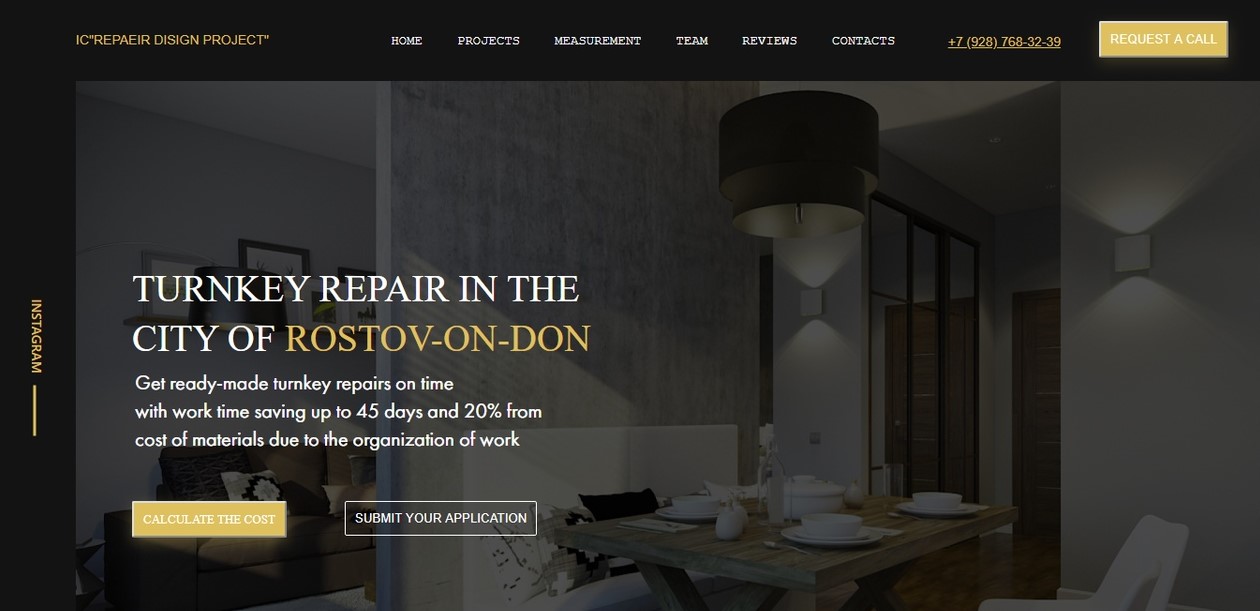 IC"REPAEIR DISIGN PROJECT"
HOME PROJECTS MEASUREMENT TEAM REVIEWS CONTACTS
+7 (928) 768-32-39
REQUEST A CALL
INSTAGRAM
TURNKEY REPAIR IN THE
CITY OF ROSTOV-ON-DON
Get ready-made turnkey repairs on time
with work time saving up to 45 days and 20% from
cost of materials due to the organization of work
CALCULATE THE COST
SUBMIT YOUR APPLICATION